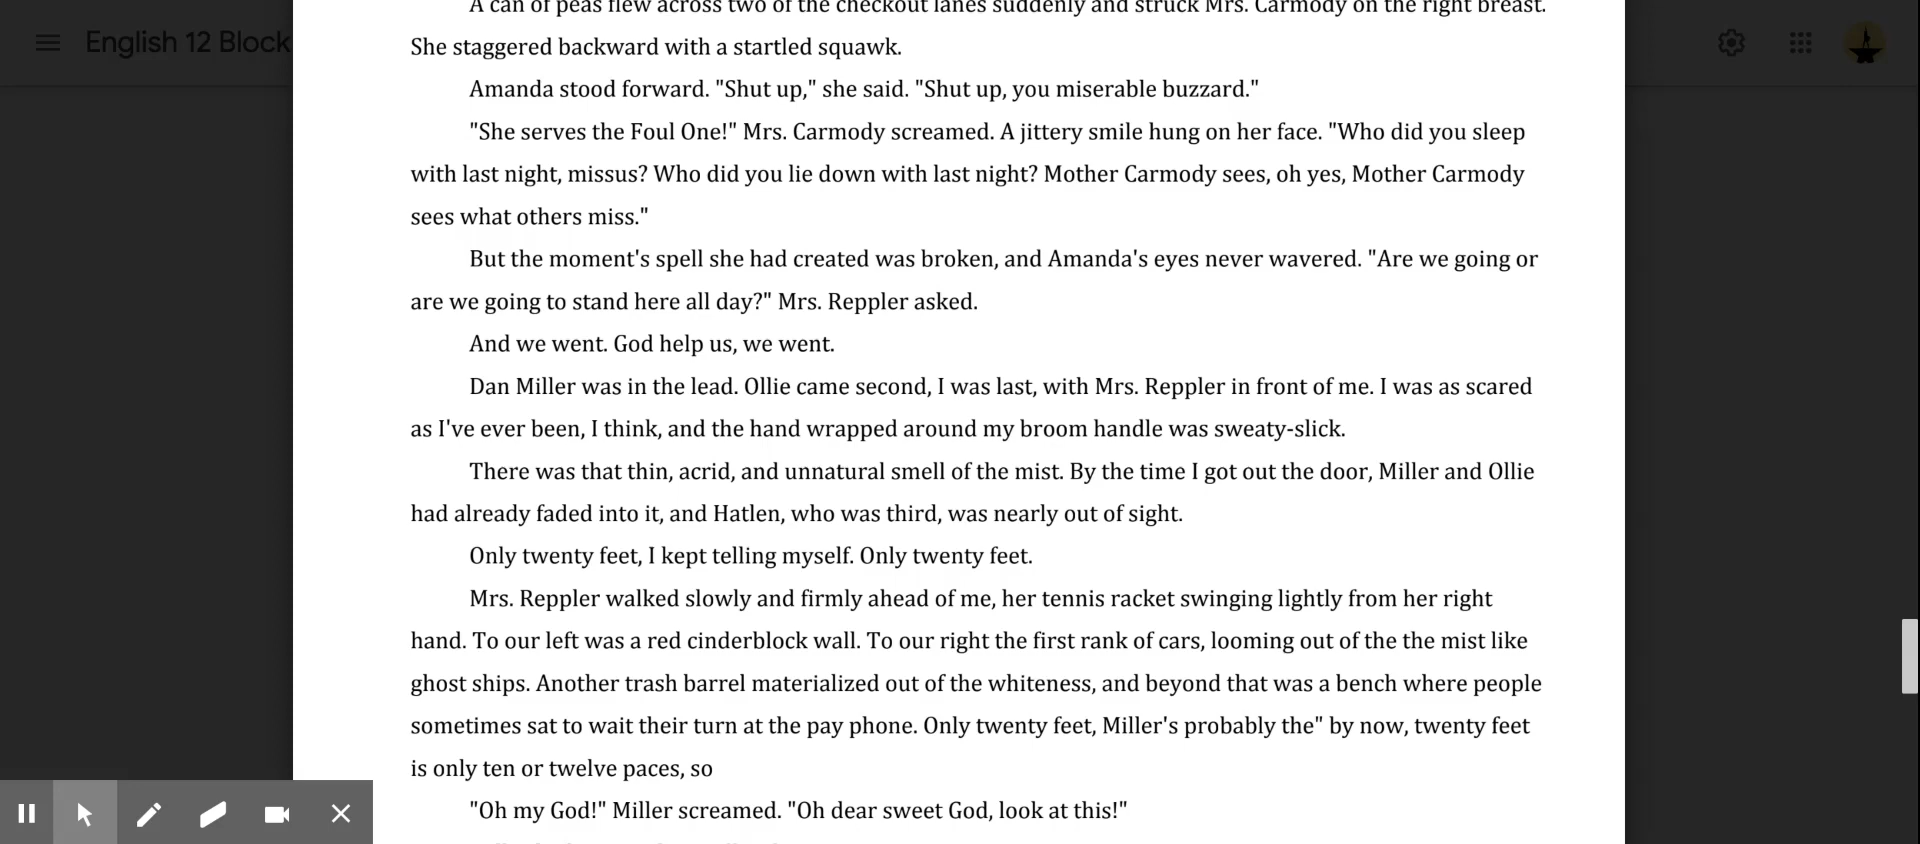 A can of peas flew across two of the checkout lanes suddenly and struck Mrs. Carmody on the right breast.
English 12 Block
She staggered backward with a startled squawk.
Amanda stood forward. "Shut up," she said. "Shut up, you miserable buzzard."
"She serves the Foul One!" Mrs. Carmody screamed. A jittery smile hung on her face. "Who did you sleep
with last night, missus? Who did you lie down with last night? Mother Carmody sees, oh yes, Mother Carmody
sees what others miss."
But the moment's spell she had created was broken, and Amanda's eyes never wavered. "Are we going or
are we going to stand here all day?" Mrs. Reppler asked.
And we went. God help us, we went.
Dan Miller was in the lead. Ollie came second, I was last, with Mrs. Reppler in front of me. I was as scared
as I've ever been, I think, and the hand wrapped around my broom handle was sweaty-slick.
There was that thin, acrid, and unnatural smell of the mist. By the time I got out the door, Miller and Ollie
had already faded into it, and Hatlen, who was third, was nearly out of sight.
Only twenty feet, I kept telling myself. Only twenty feet.
Mrs. Reppler walked slowly and firmly ahead of me, her tennis racket swinging lightly from her right
hand. To our left was a red cinderblock wall. To our right the first rank of cars, looming out of the the mist like
ghost ships. Another trash barrel materialized out of the whiteness, and beyond that was a bench where people
sometimes sat to wait their turn at the pay phone. Only twenty feet, Miller's probably the" by now, twenty feet
is only ten or twelve paces, so
"Oh my God!" Miller screamed. "Oh dear sweet God, look at this!"